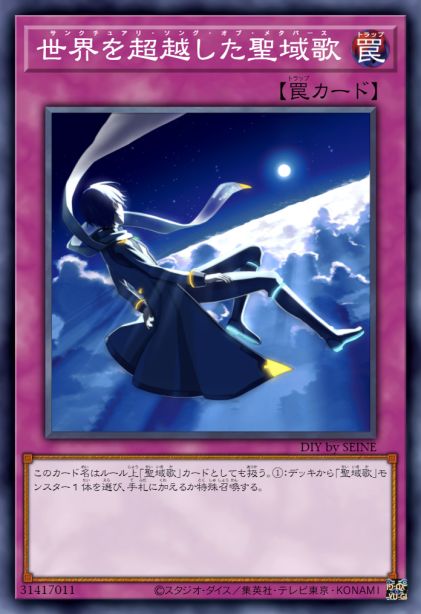 サンクチュアリ・ソング・オブ・メタバース
世界を超越した聖域歌
トラップ
罠
トラップ
【罠カード】
DIY by SEINE
このカード名はルール上「聖域歌」カードとしても扱う。①：デッキから「聖域歌」モ
ンスター１体を選び、手札に加えるか特殊召喚する。
31417011
©スタジオ・ダイス／集英社・テレビ東京・KONAMI